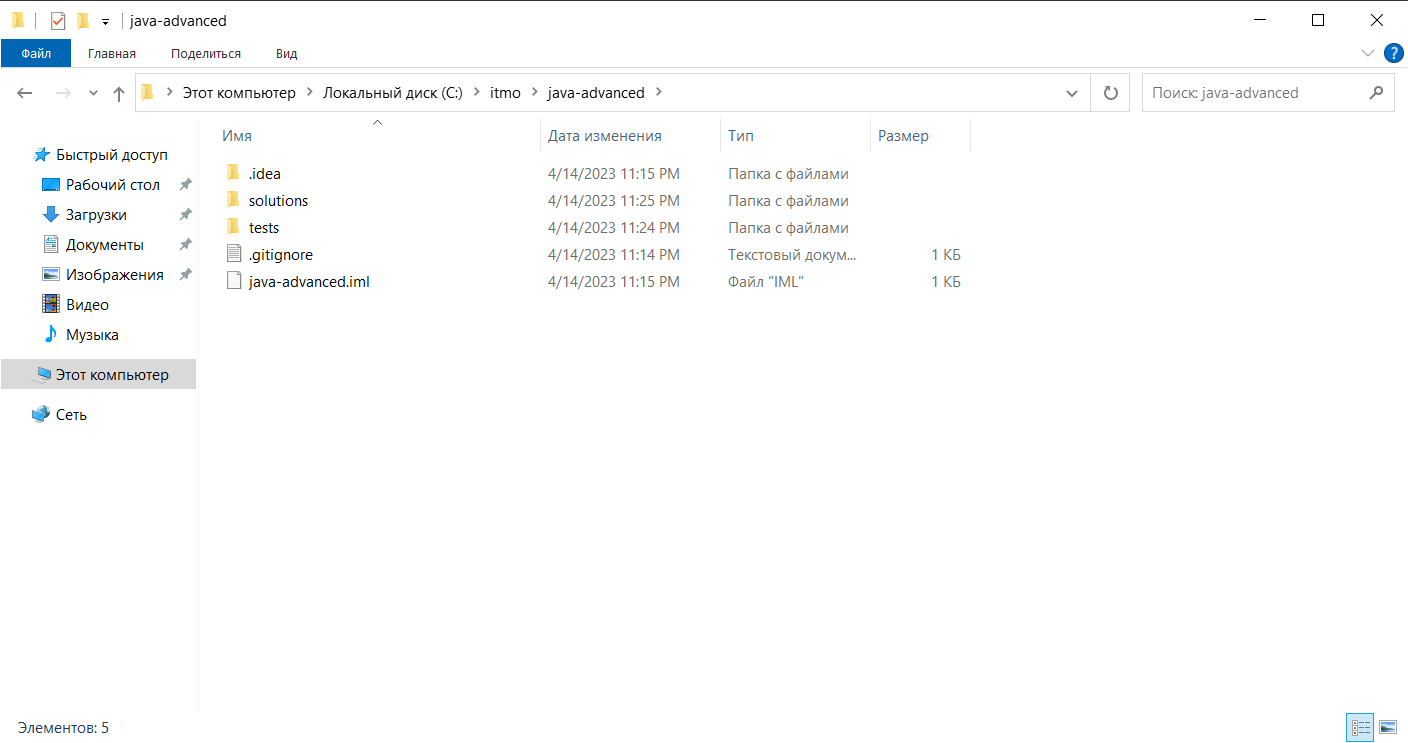 java-advanced
Файл Главная Поделиться Вид
?
Этот компьютер Локальный диск (C:) itmo java-advanced Поиск: java-advanced
Быстрый доступ
Рабочий стол
Загрузки
Документы
Изображения
Видео
Музыка
Этот компьютер
Сеть
Имя Дата изменения Тип Размер
.idea 4/14/2023 11:15 PM Папка с файлами
solutions 4/14/2023 11:25 PM Папка с файлами
tests 4/14/2023 11:24 PM Папка с файлами
.gitignore 4/14/2023 11:14 PM Текстовый докум... 1 КБ
java-advanced.iml 4/14/2023 11:15 PM Файл "IML" 1 КБ
Элементов: 5